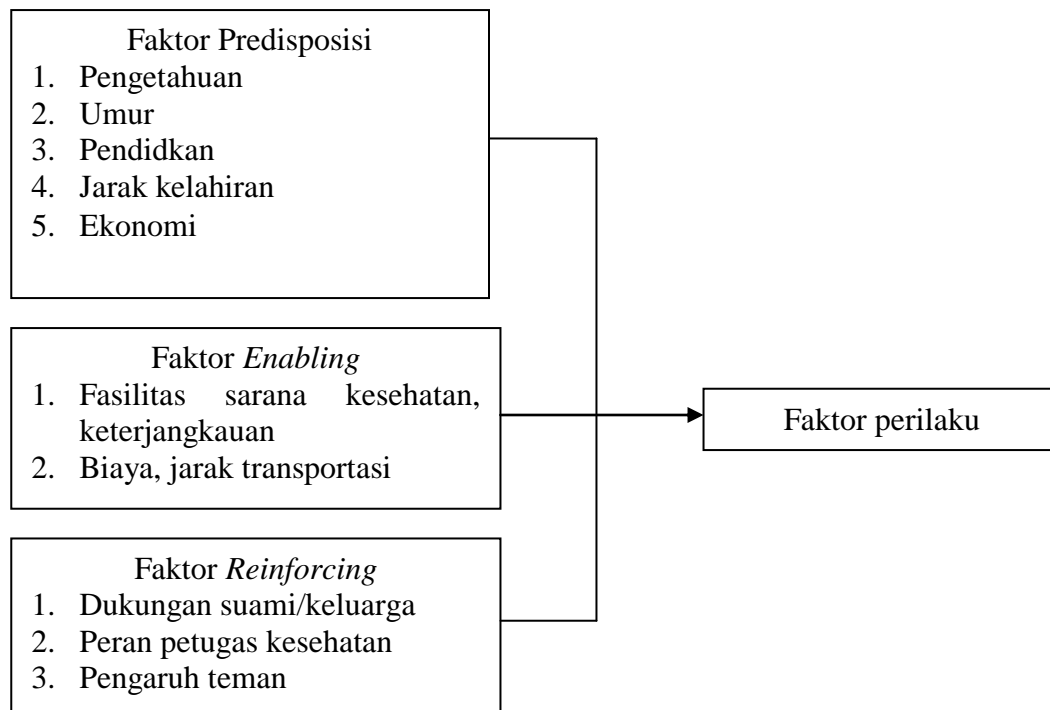 Faktor Predisposisi
1. Pengetahuan
2. Umur
3. Pendidkan
4. Jarak kelahiran
5. Ekonomi
Faktor Enabling
1. Fasilitas sarana kesehatan,
keterjangkauan
2. Biaya, jarak transportasi
Faktor perilaku
Faktor Reinforcing
1. Dukungan suami/keluarga
2. Peran petugas kesehatan
3. Pengaruh teman